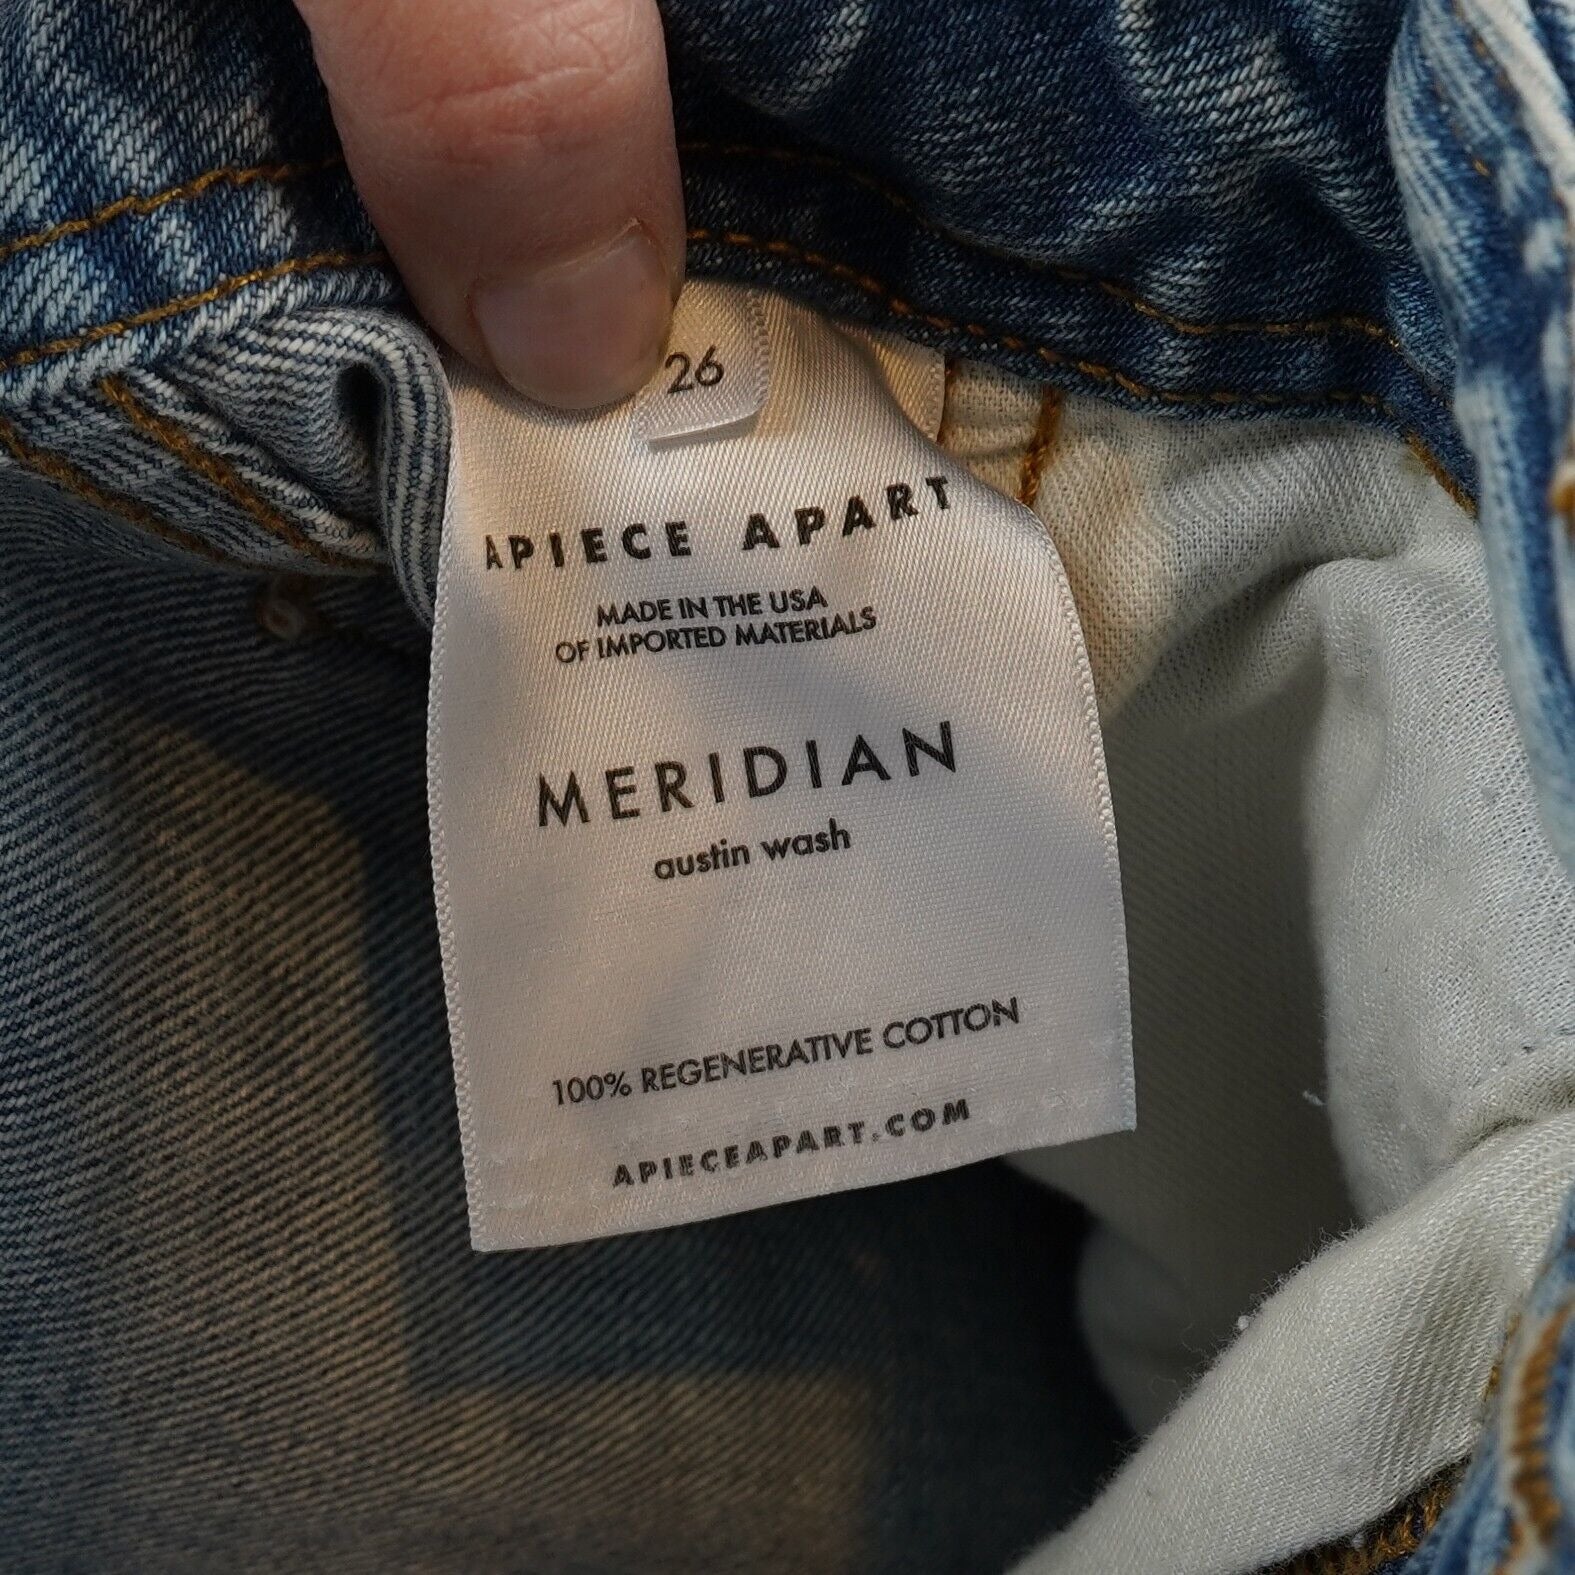 26
APIECE APART
MADE IN THE USA
OF IMPORTED MATERIALS
MERIDIAN
austin wash
100% REGENERATIVE COTTON
APIECEAPART.COM